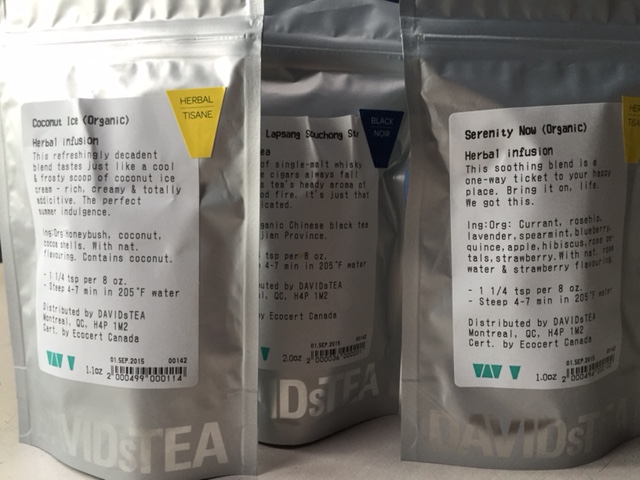 Coconut Ice (Organic)
HERBAL
TISANE
Herbal infusion
This refreshingly decadent
blend tastes just like a cool
& frosty scoop of coconut ice
cream - rich, creamy & totally
addicitive. The perfect
summer indulgence.
Ing:Org:Honeybush, coconut,
cocoa shells. With nat.
flavouring. Contains coconut.
- 1 1/4 tsp per 8 oz.
- Steep 4-7 min in 205°F water
Distributed by DAVIDsTEA
Montreal, QC, H4P 1M2
Cert. by Ecocert Canada
01.SEP.2015 00142
1.1oz 2 000499 000114
DAVIDsTEA
Lapsang Souchong
BLACK
NOW
of single-malt whisky
cigars always fall
tea's heady aroma of
fire. It's just that
organic Chinese black tea
Province.
tsp per 8 oz.
4-7 min in 205°F water
by DAVIDsTEA
QC, H4P 1M2
Ecocert Canada
01.SEP.2015 00142
2.0oz
DsTEA
Serenity Now (Organic)
Herbal infusion
This soothing blend is a
one-way ticket to your happy
place. Bring it on, life.
We got this.
Ing:Org: Currant, rosehip,
lavender,spearmint,blueberry,
quince,apple,hibiscus,rose pe
tals,strawberry.With nat. rose
water & strawberry flavouring.
- 1 1/4 tsp per 8 oz.
- Steep 4-7 min in 205°F water
Distributed by DAVIDsTEA
Montreal, QC, H4P 1M2
Cert. by Ecocert Canada
01.SEP.2015 00142
1.0oz
DAVIDsTEA